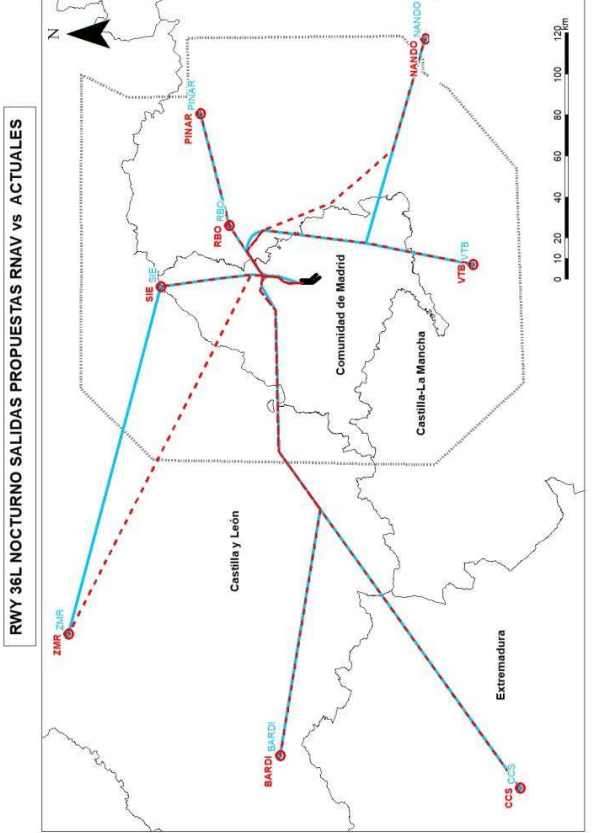 RWY 36L NOCTURNO SALIDAS PROPUESTAS RNAV vs ACTUALES
N
ZMR ZMR
SIE SIE
PINAR PINAR
RBO RBO
NANDO NANDO
Castilla y León
Comunidad de Madrid
BARDI BARDI
Castilla-La Mancha
VTB VTB
Extremadura
CCS CCS
0 10 20 40 60 80 100 120
km